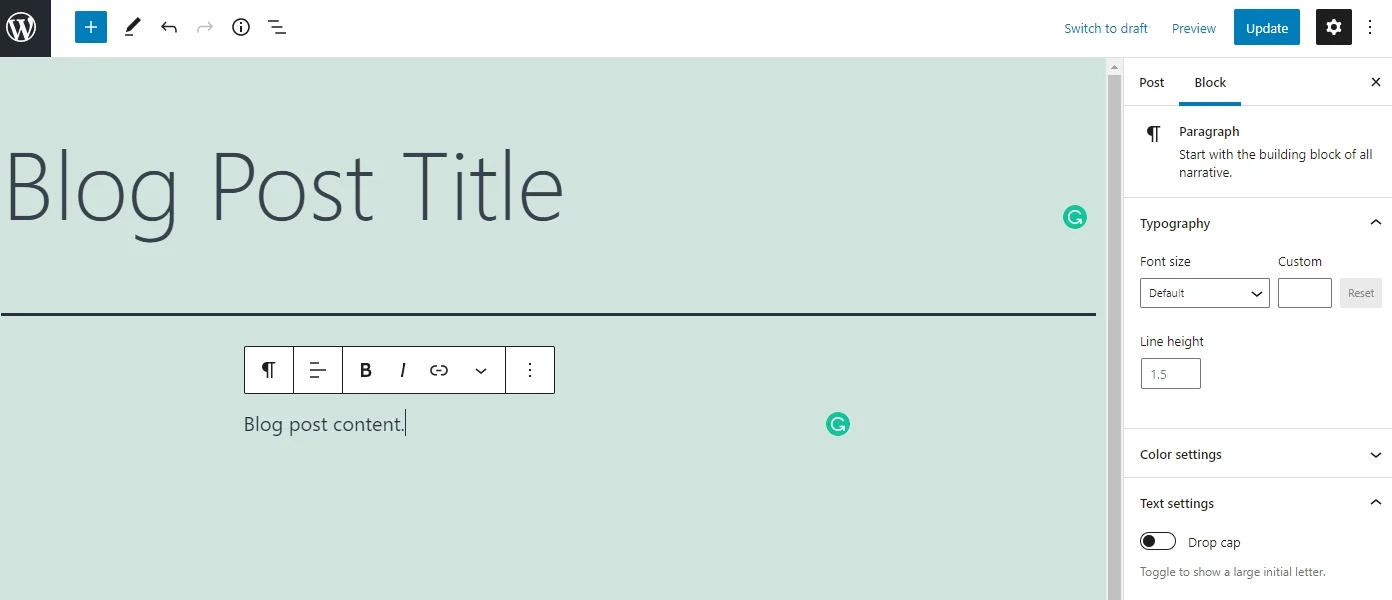 Switch to draft
Preview
Update
Blog Post Title
B I
Blog post content.
Post
Block
Paragraph
Start with the building block of all
narrative.
Typography
Font size
Custom
Default
Reset
Line height
1.5
Color settings
Text settings
Drop cap
Toggle to show a large initial letter.